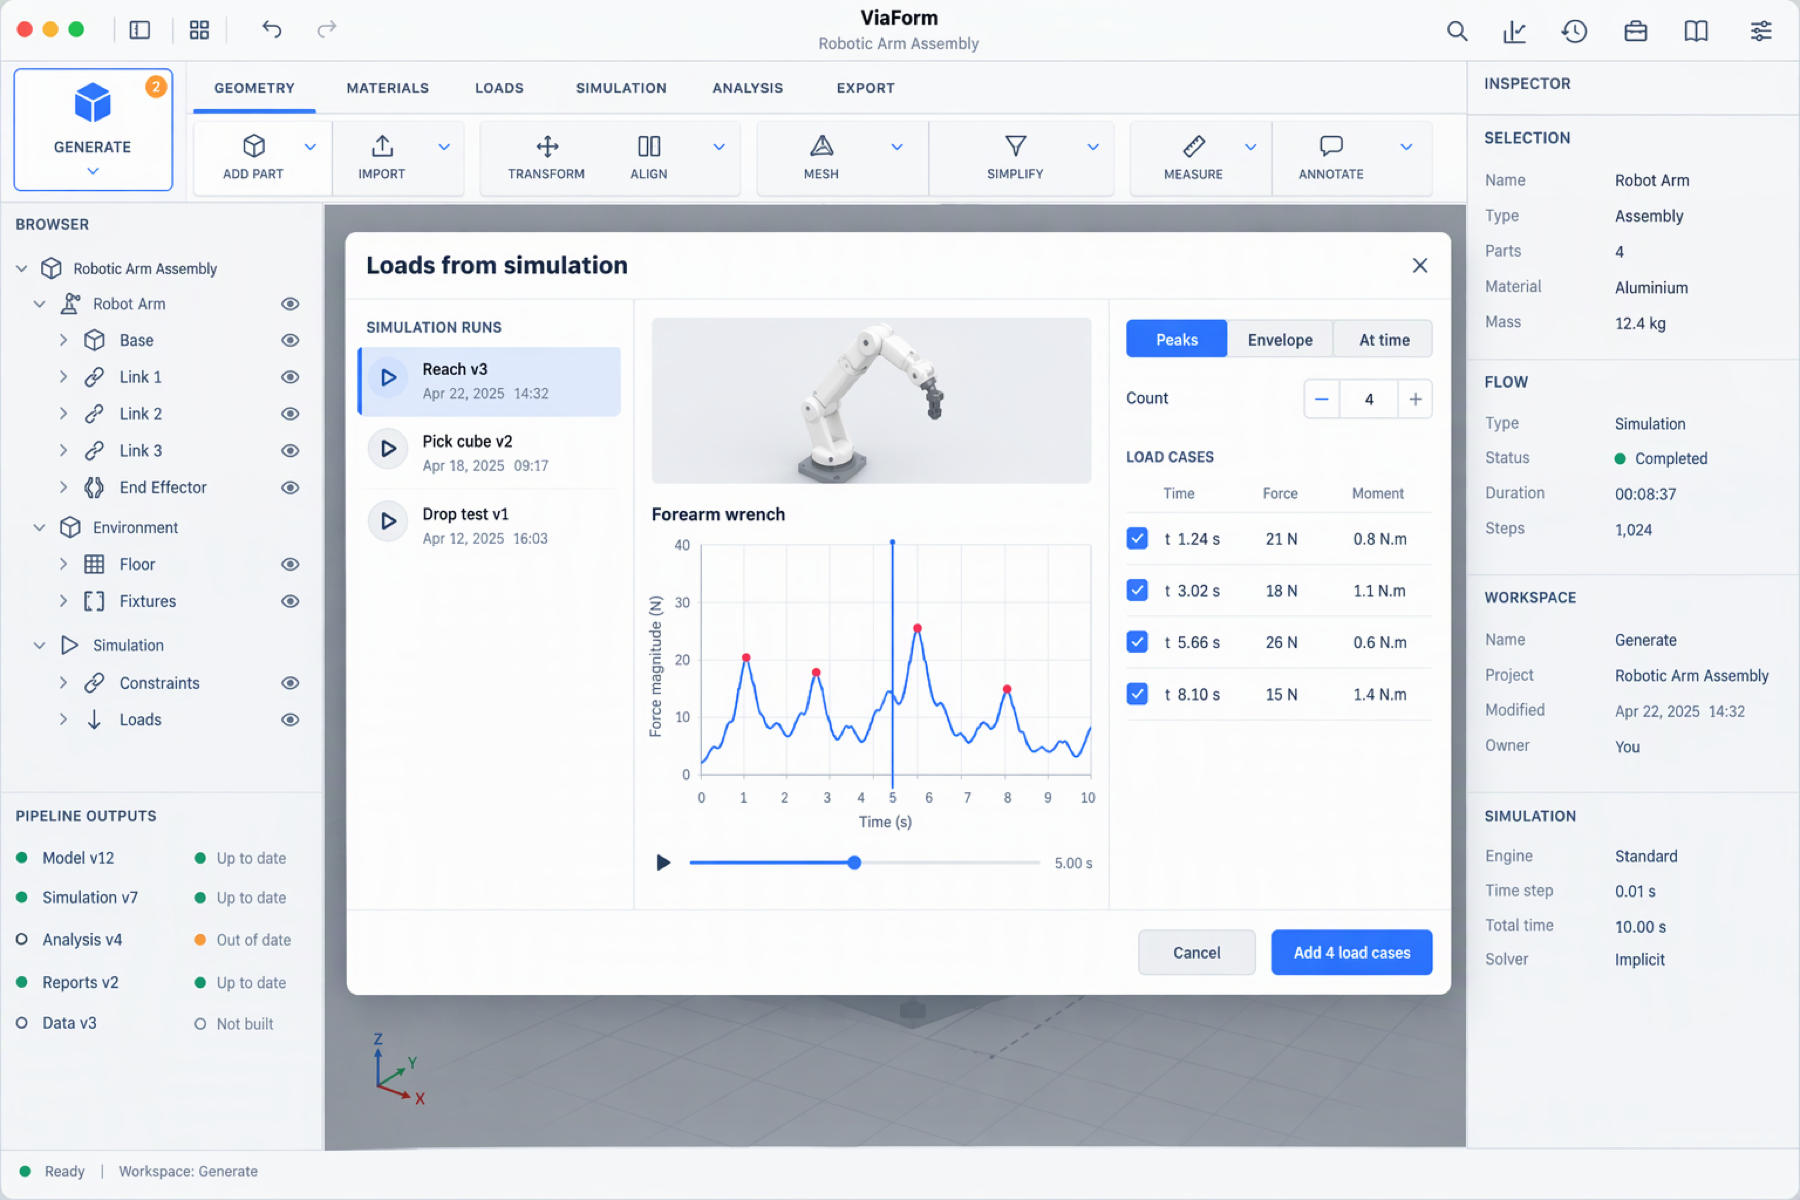 ViaForm
Robotic Arm Assembly
GENERATE
2
GEOMETRY
MATERIALS
LOADS
SIMULATION
ANALYSIS
EXPORT
ADD PART
IMPORT
TRANSFORM
ALIGN
MESH
SIMPLIFY
MEASURE
ANNOTATE
BROWSER
Robotic Arm Assembly
Robot Arm
Base
Link 1
Link 2
Link 3
End Effector
Environment
Floor
Fixtures
Simulation
Constraints
Loads
PIPELINE OUTPUTS
Model v12 Up to date
Simulation v7 Up to date
Analysis v4 Out of date
Reports v2 Up to date
Data v3 Not built
Loads from simulation
SIMULATION RUNS
Reach v3
Apr 22, 2025 14:32
Pick cube v2
Apr 18, 2025 09:17
Drop test v1
Apr 12, 2025 16:03
Forearm wrench
Force magnitude (N)
40
30
20
10
0
0 1 2 3 4 5 6 7 8 9 10
Time (s)
5.00 s
Peaks Envelope At time
Count − 4 +
LOAD CASES
Time Force Moment
t 1.24 s 21 N 0.8 N.m
t 3.02 s 18 N 1.1 N.m
t 5.66 s 26 N 0.6 N.m
t 8.10 s 15 N 1.4 N.m
Cancel
Add 4 load cases
Z
Y
X
INSPECTOR
SELECTION
Name Robot Arm
Type Assembly
Parts 4
Material Aluminium
Mass 12.4 kg
FLOW
Type Simulation
Status Completed
Duration 00:08:37
Steps 1,024
WORKSPACE
Name Generate
Project Robotic Arm Assembly
Modified Apr 22, 2025 14:32
Owner You
SIMULATION
Engine Standard
Time step 0.01 s
Total time 10.00 s
Solver Implicit
Ready | Workspace: Generate